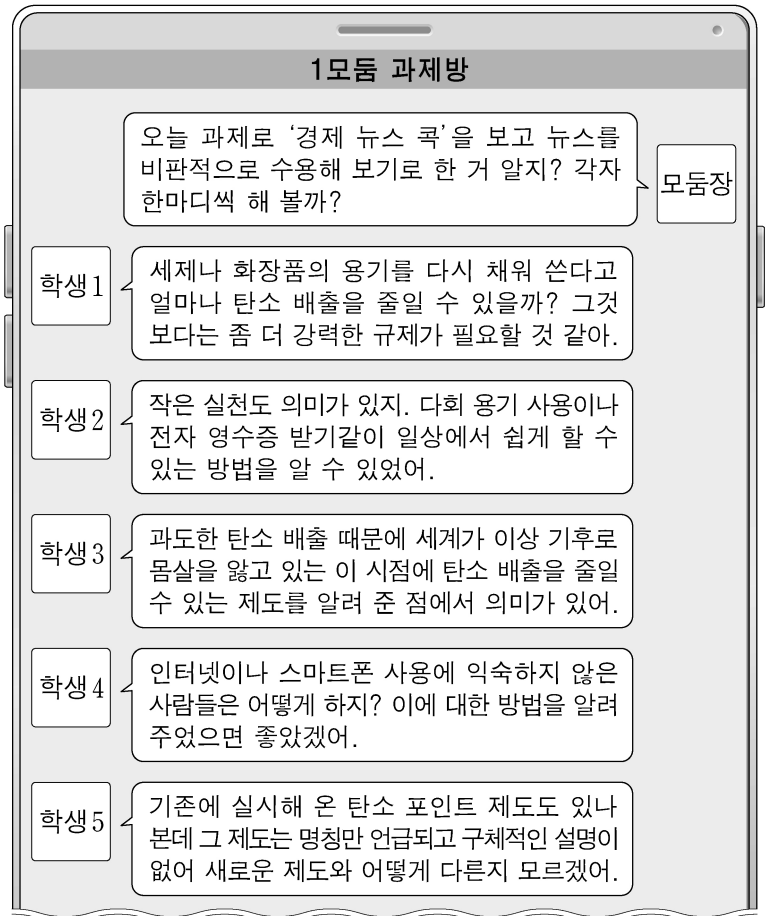 1모둠 과제방
오늘 과제로 ‘경제 뉴스 콕’을 보고 뉴스를
비판적으로 수용해 보기로 한 거 알지? 각자
한마디씩 해 볼까?
모둠장
학생1
세제나 화장품의 용기를 다시 채워 쓴다고
얼마나 탄소 배출을 줄일 수 있을까? 그것
보다는 좀 더 강력한 규제가 필요할 것 같아.
학생2
작은 실천도 의미가 있지. 다회 용기 사용이나
전자 영수증 받기같이 일상에서 쉽게 할 수
있는 방법을 알 수 있었어.
학생3
과도한 탄소 배출 때문에 세계가 이상 기후로
몸살을 앓고 있는 이 시점에 탄소 배출을 줄일
수 있는 제도를 알려 준 점에서 의미가 있어.
학생4
인터넷이나 스마트폰 사용에 익숙하지 않은
사람들은 어떻게 하지? 이에 대한 방법을 알려
주었으면 좋았겠어.
학생5
기존에 실시해 온 탄소 포인트 제도도 있나
본데 그 제도는 명칭만 언급되고 구체적인 설명이
없어 새로운 제도와 어떻게 다른지 모르겠어.